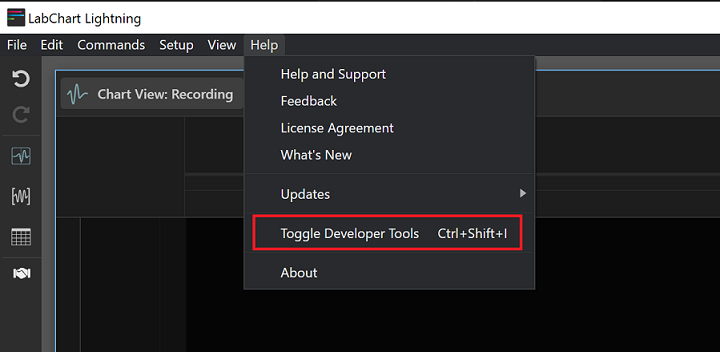 LabChart Lightning
File Edit Commands Setup View Help
Help and Support
Chart View: Recording
Feedback
License Agreement
What's New
Updates
Toggle Developer Tools Ctrl+Shift+I
About